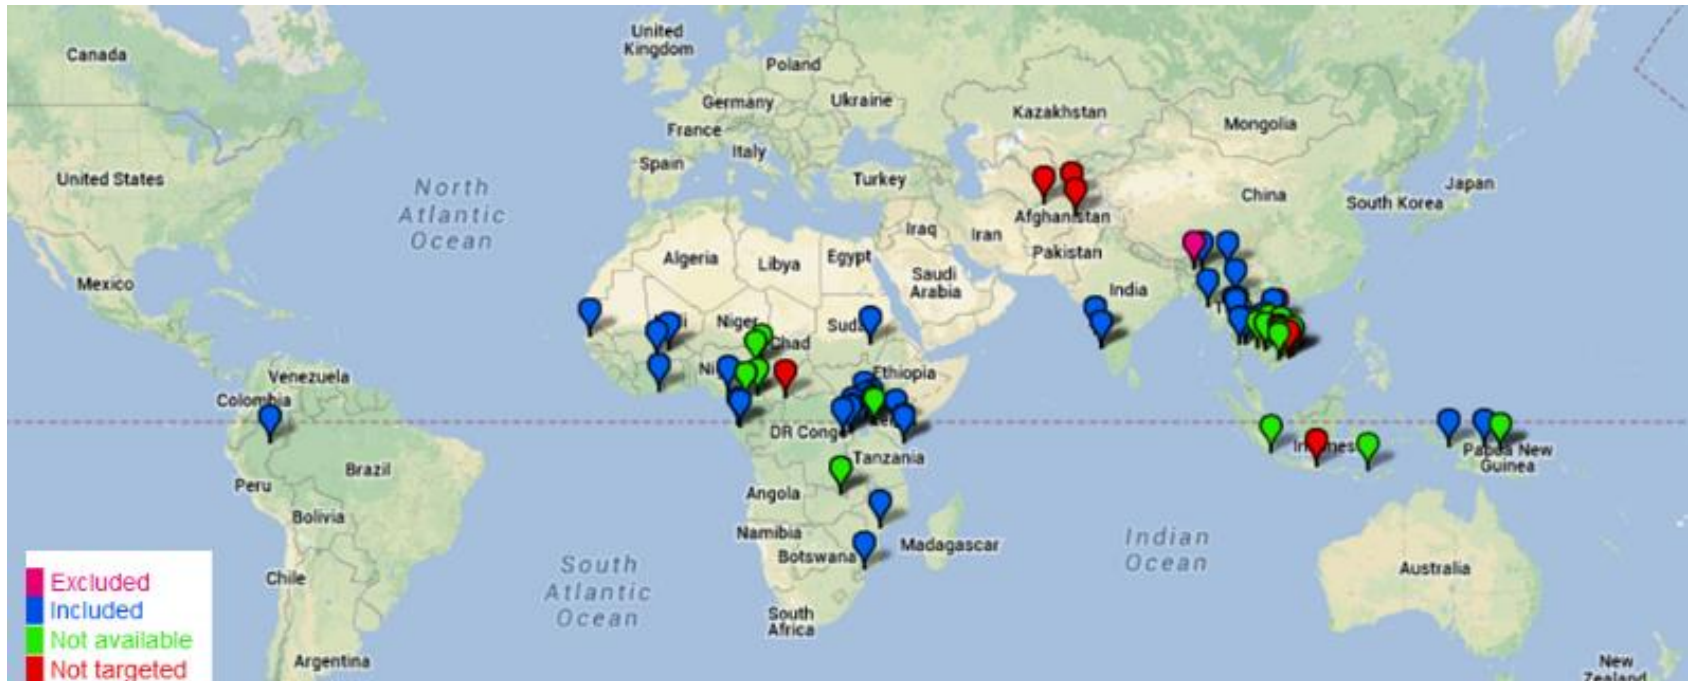 Canada
United
Kingdom
Poland
Germany
Ukraine
Kazakhstan
France
Mongolia
Italy
Spain
United States
North
Atlantic
Ocean
Turkey
China
Japan
South Korea
Afghanistan
Iraq
Iran
Pakistan
Algeria
Libya
Egypt
Saudi
Arabia
Mexico
India
Niger
Chad
Venezuela
Ethiopia
Colombia
DR Congo
Papua New
Guinea
Tanzania
Brazil
Peru
Angola
Bolivia
Namibia
Botswana
Madagascar
Indian
Ocean
South
Atlantic
Ocean
Australia
Chile
South
Africa
Argentina
New
Zealand
Excluded
Included
Not available
Not targeted